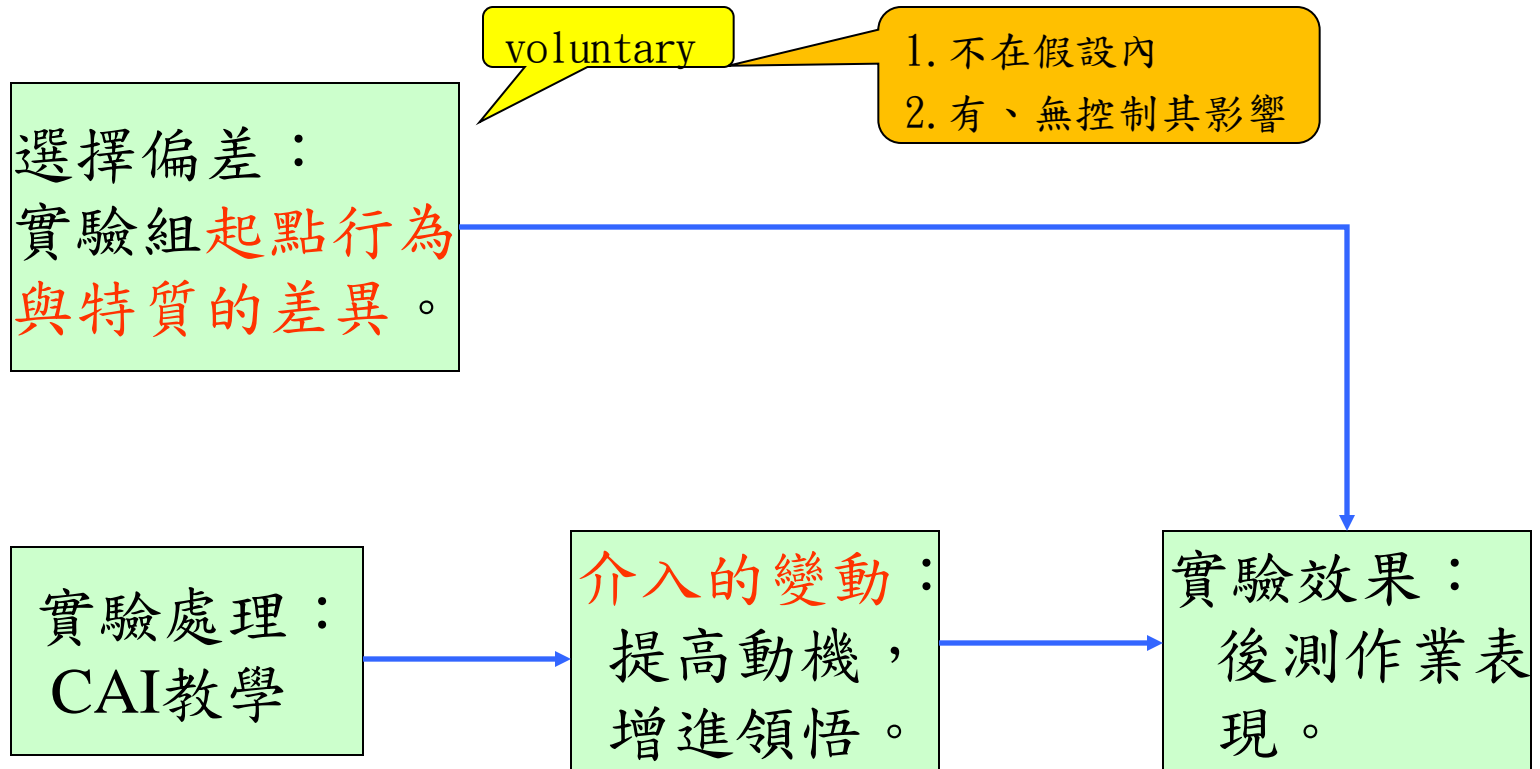 voluntary
1.不在假設內
2.有、無控制其影響
選擇偏差：
實驗組起點行為
與特質的差異。
實驗處理：
CAI教學
介入的變動：
提高動機，
增進領悟。
實驗效果：
後測作業表
現。